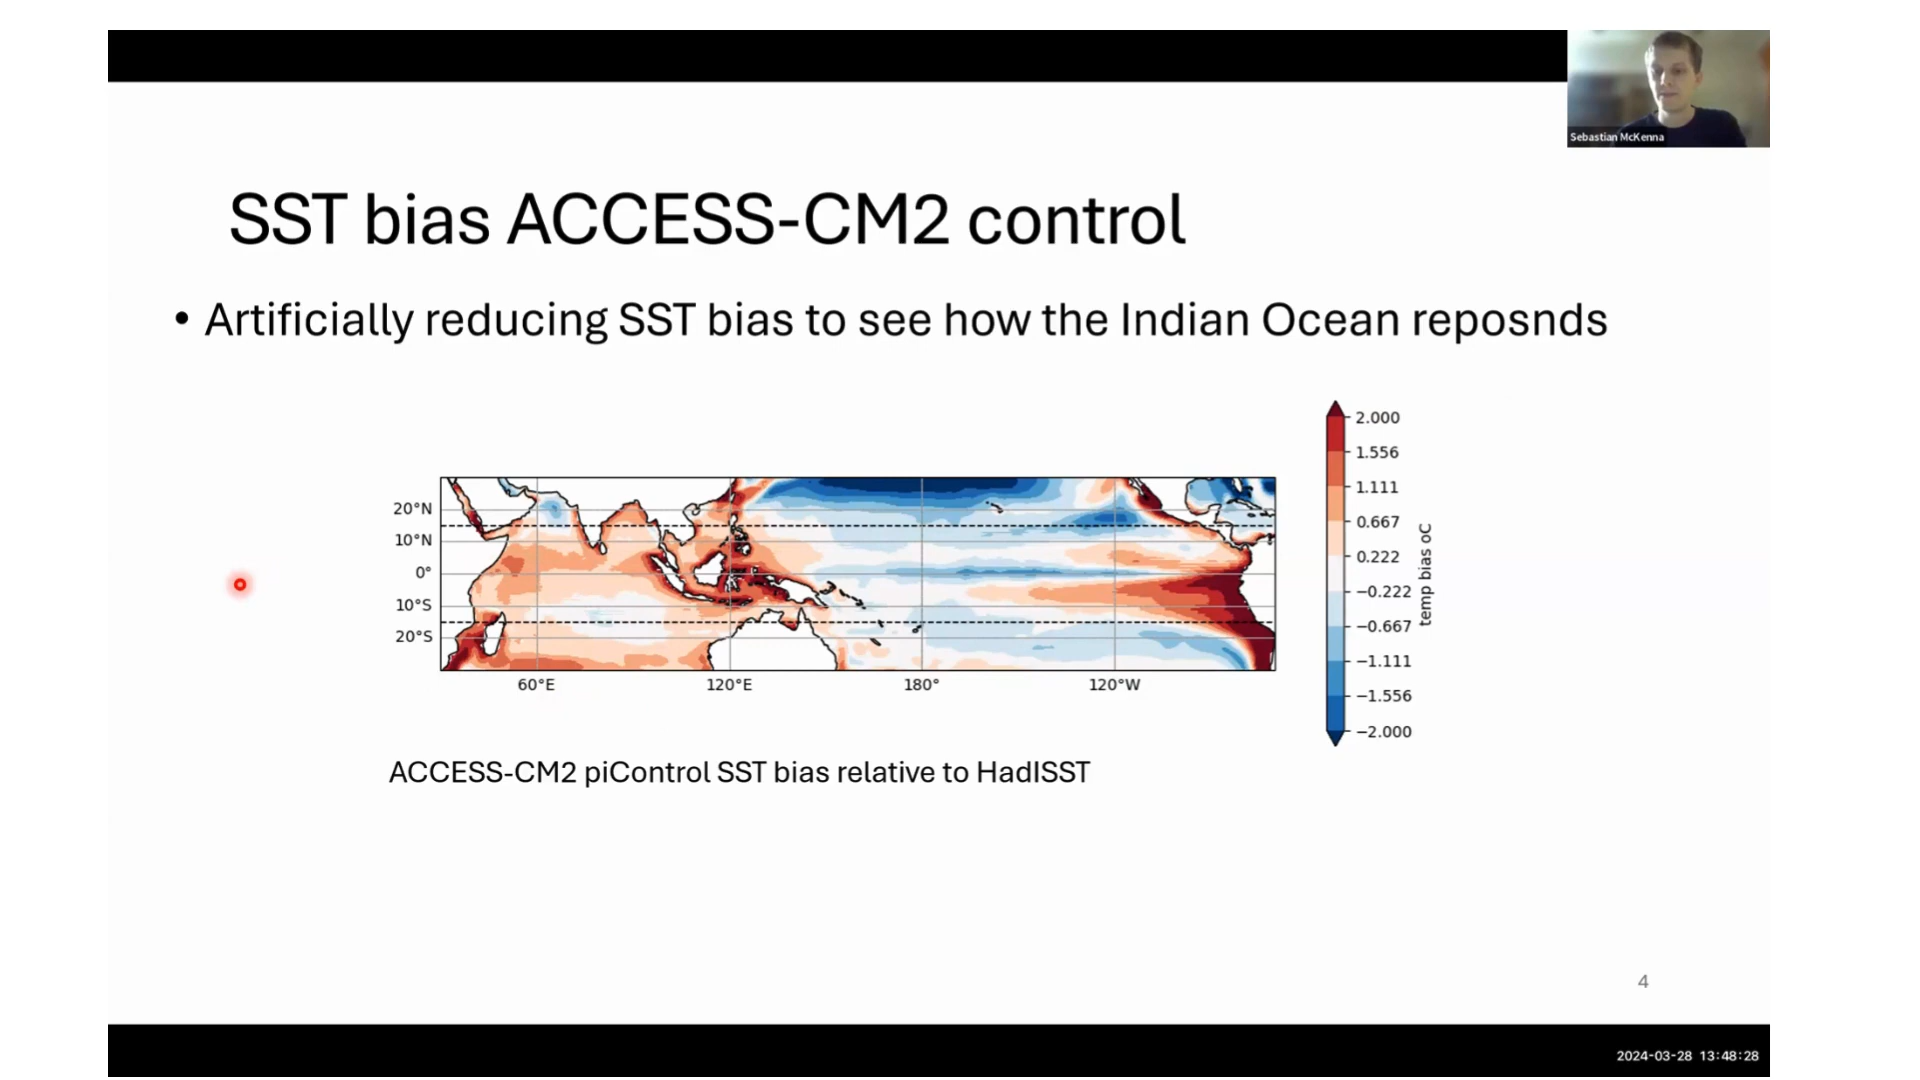 Sebastian McKenna
SST bias ACCESS-CM2 control
• Artificially reducing SST bias to see how the Indian Ocean reposnds
20°N
10°N
0°
10°S
20°S
60°E 120°E 180° 120°W
2.000
1.556
1.111
0.667
0.222
−0.222
−0.667
−1.111
−1.556
−2.000
temp bias oC
ACCESS-CM2 piControl SST bias relative to HadISST
4
2024-03-28 13:48:28